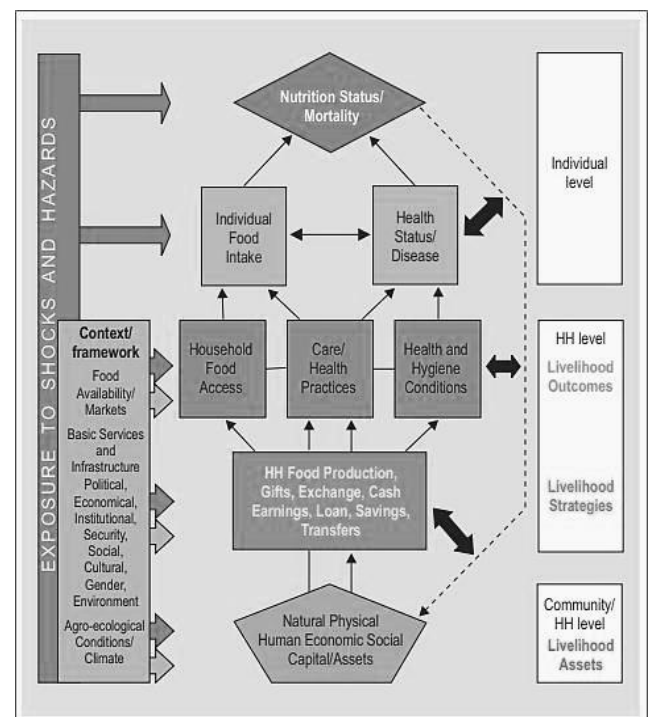 EXPOSURE TO SHOCKS AND HAZARDS
Nutrition Status/
Mortality
Individual
Food
Intake
Health
Status/
Disease
Individual
level
Context/
framework
Food
Availability/
Markets
Basic Services
and
Infrastructure
Political,
Economical,
Institutional,
Security,
Social,
Cultural,
Gender,
Environment
Agro-ecological
Conditions/
Climate
Household
Food
Access
Care/
Health
Practices
Health and
Hygiene
Conditions
HH level
Livelihood
Outcomes
HH Food Production,
Gifts, Exchange, Cash
Earnings, Loan, Savings,
Transfers
Livelihood
Strategies
Natural Physical
Human Economic Social
Capital/Assets
Community/
HH level
Livelihood
Assets